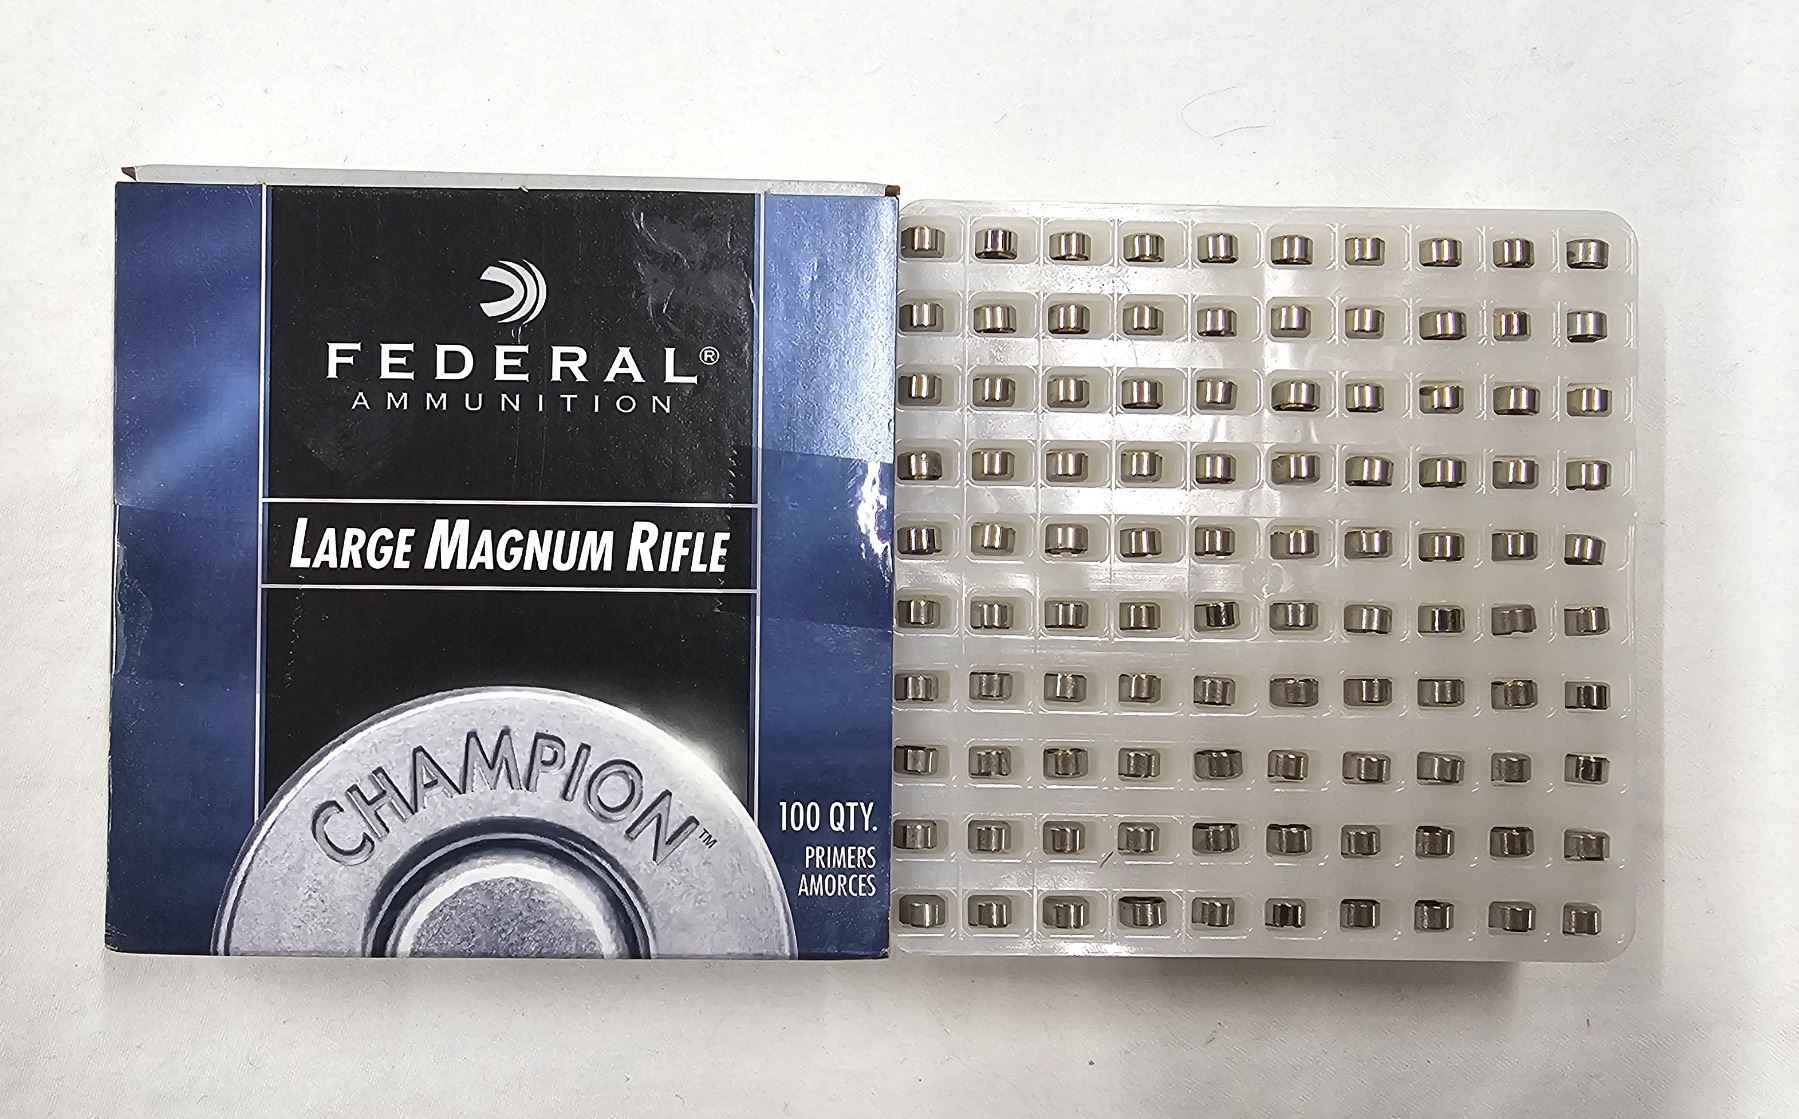 FEDERAL®
AMMUNITION
LARGE MAGNUM RIFLE
CHAMPION™
100 QTY.
PRIMERS
AMORCES